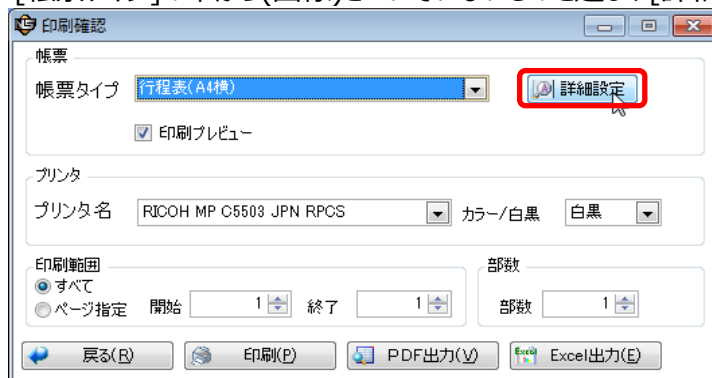 印刷確認
帳票
帳票タイプ 行程表(A4横) 詳細設定
印刷プレビュー
プリンタ
プリンタ名 RICOH MP C5503 JPN RPCS カラー/白黒 白黒
印刷範囲
すべて
ページ指定 開始 1 終了 1
部数
部数 1
戻る(R) 印刷(P) PDF出力(V) Excel出力(E)